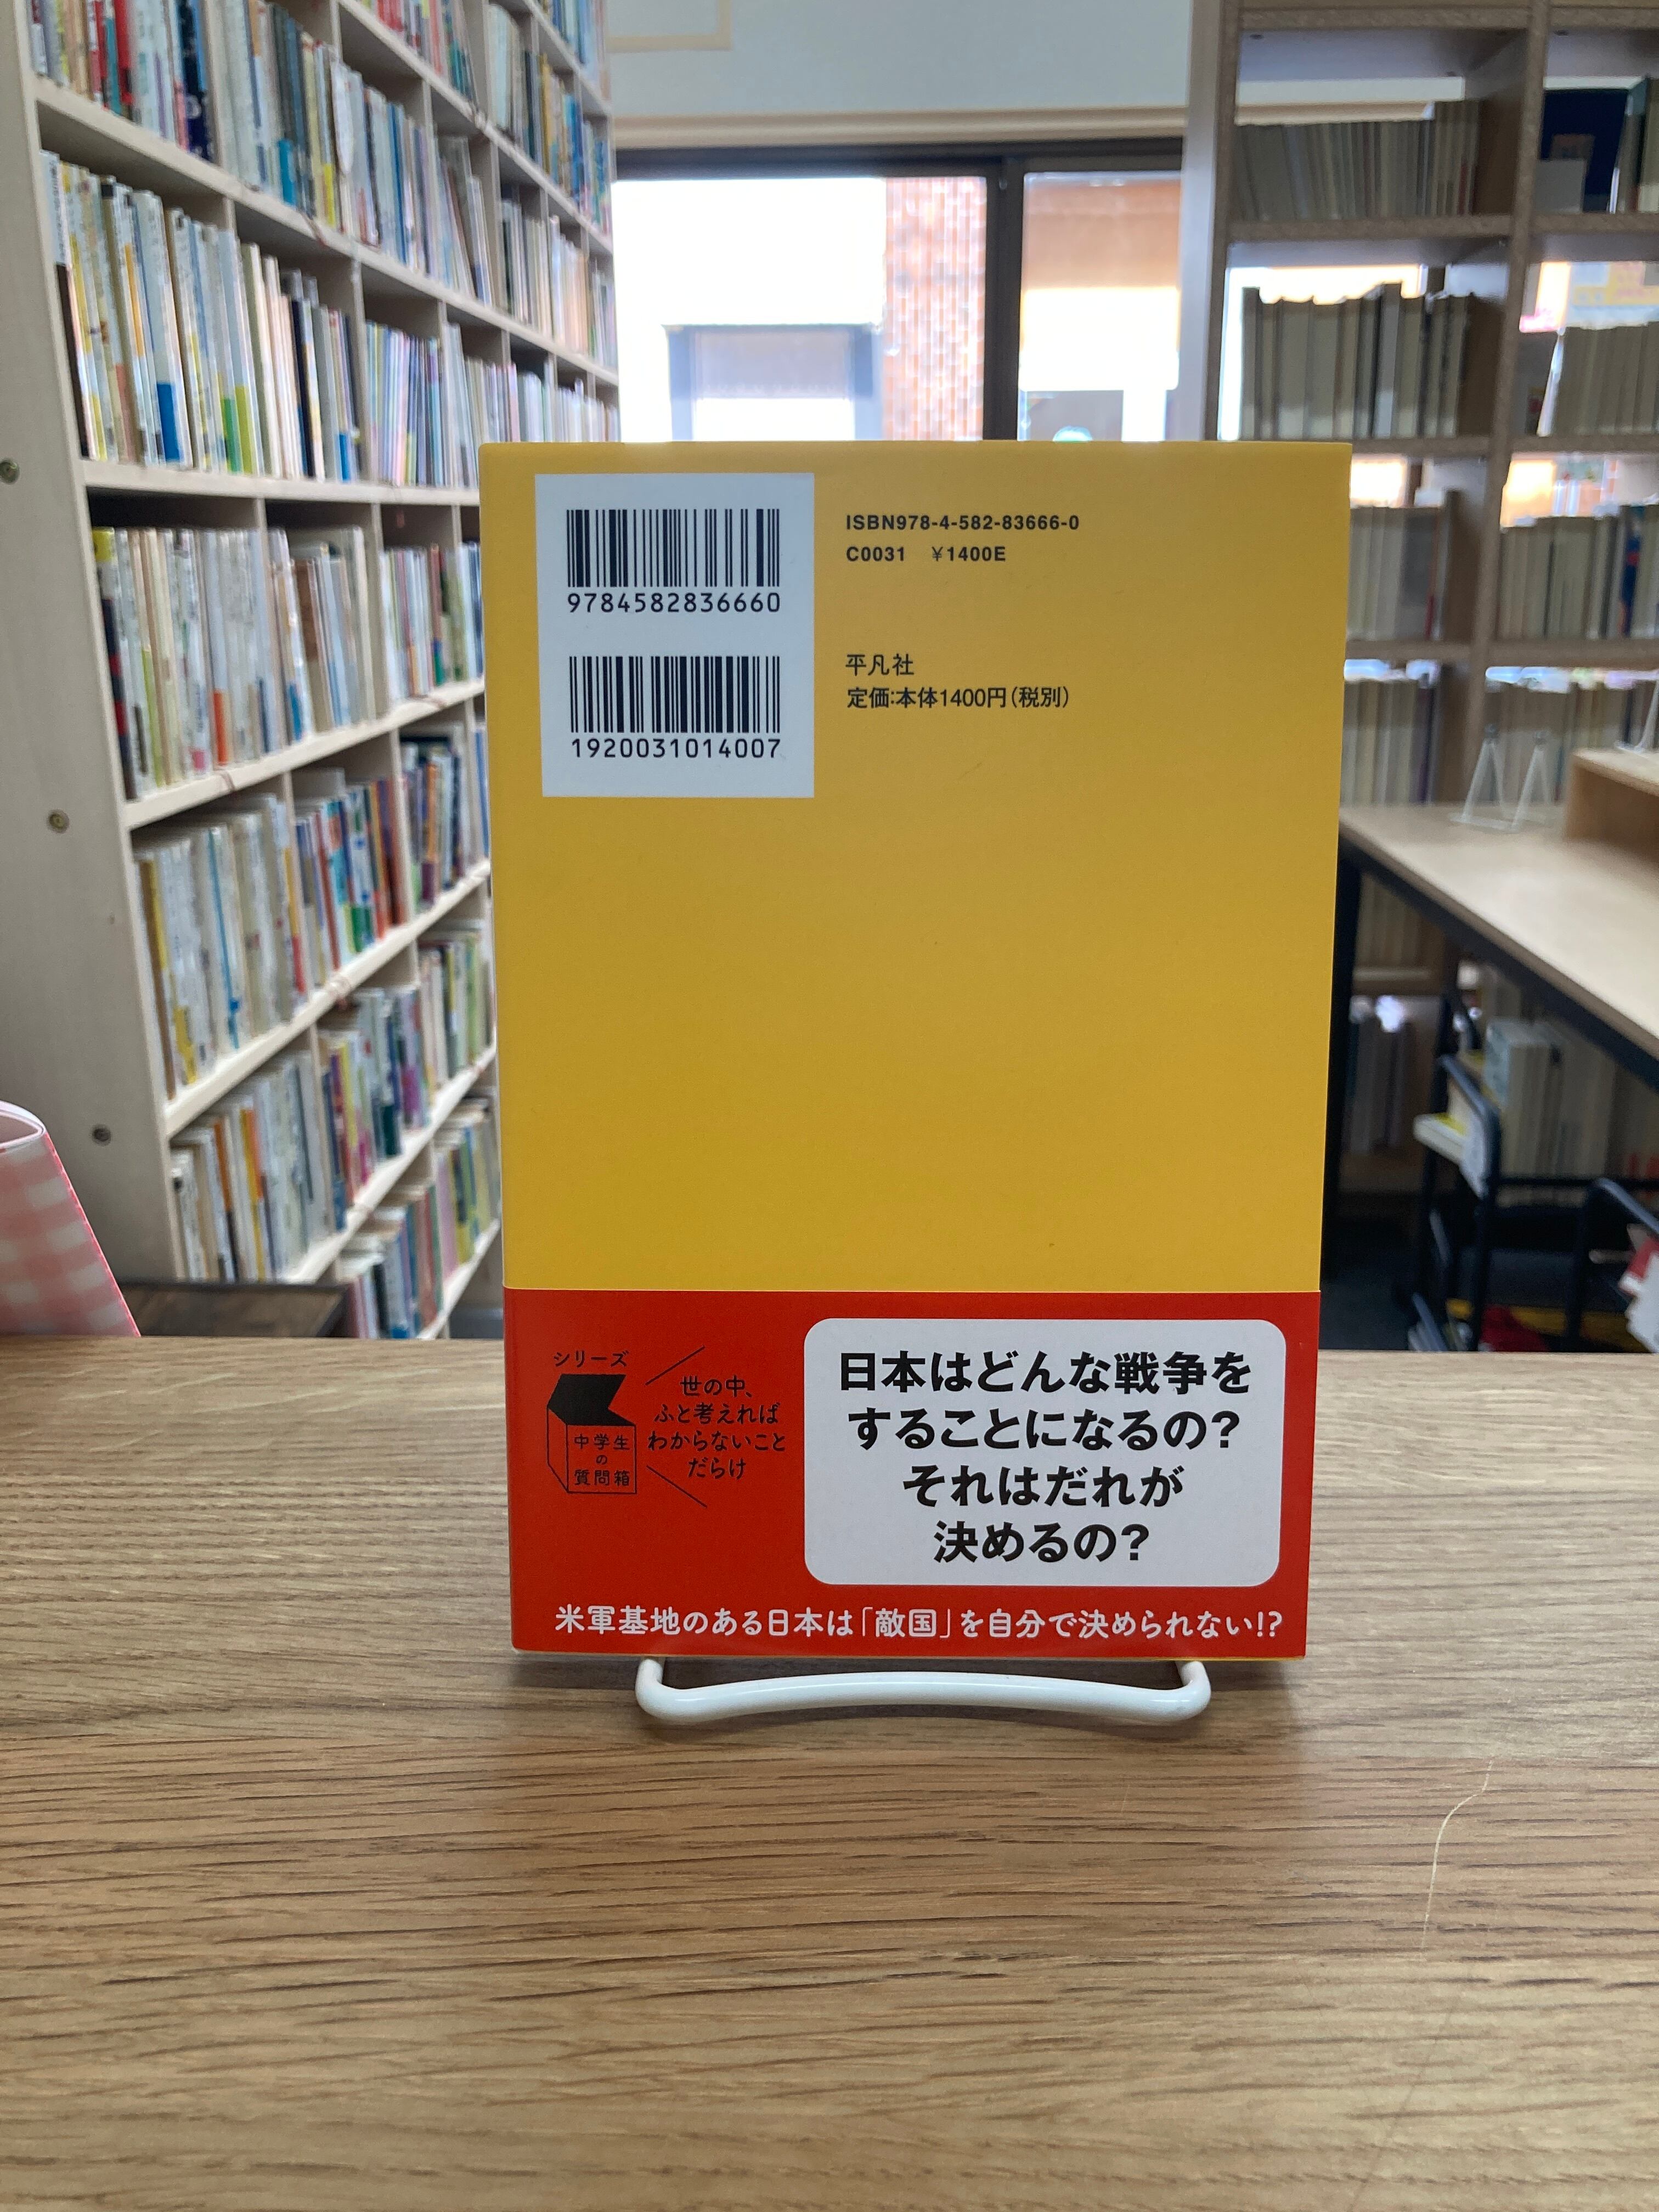 9784582836660
1920031014007
ISBN978-4-582-83666-0
C0031 ¥1400E
平凡社
定価:本体1400円(税別)
シリーズ
中学生
の
質問箱
世の中、
ふと考えれば
わからないこと
だらけ
日本はどんな戦争を
することになるの?
それはだれが
決めるの?
米軍基地のある日本は「敵国」を自分で決められない!?